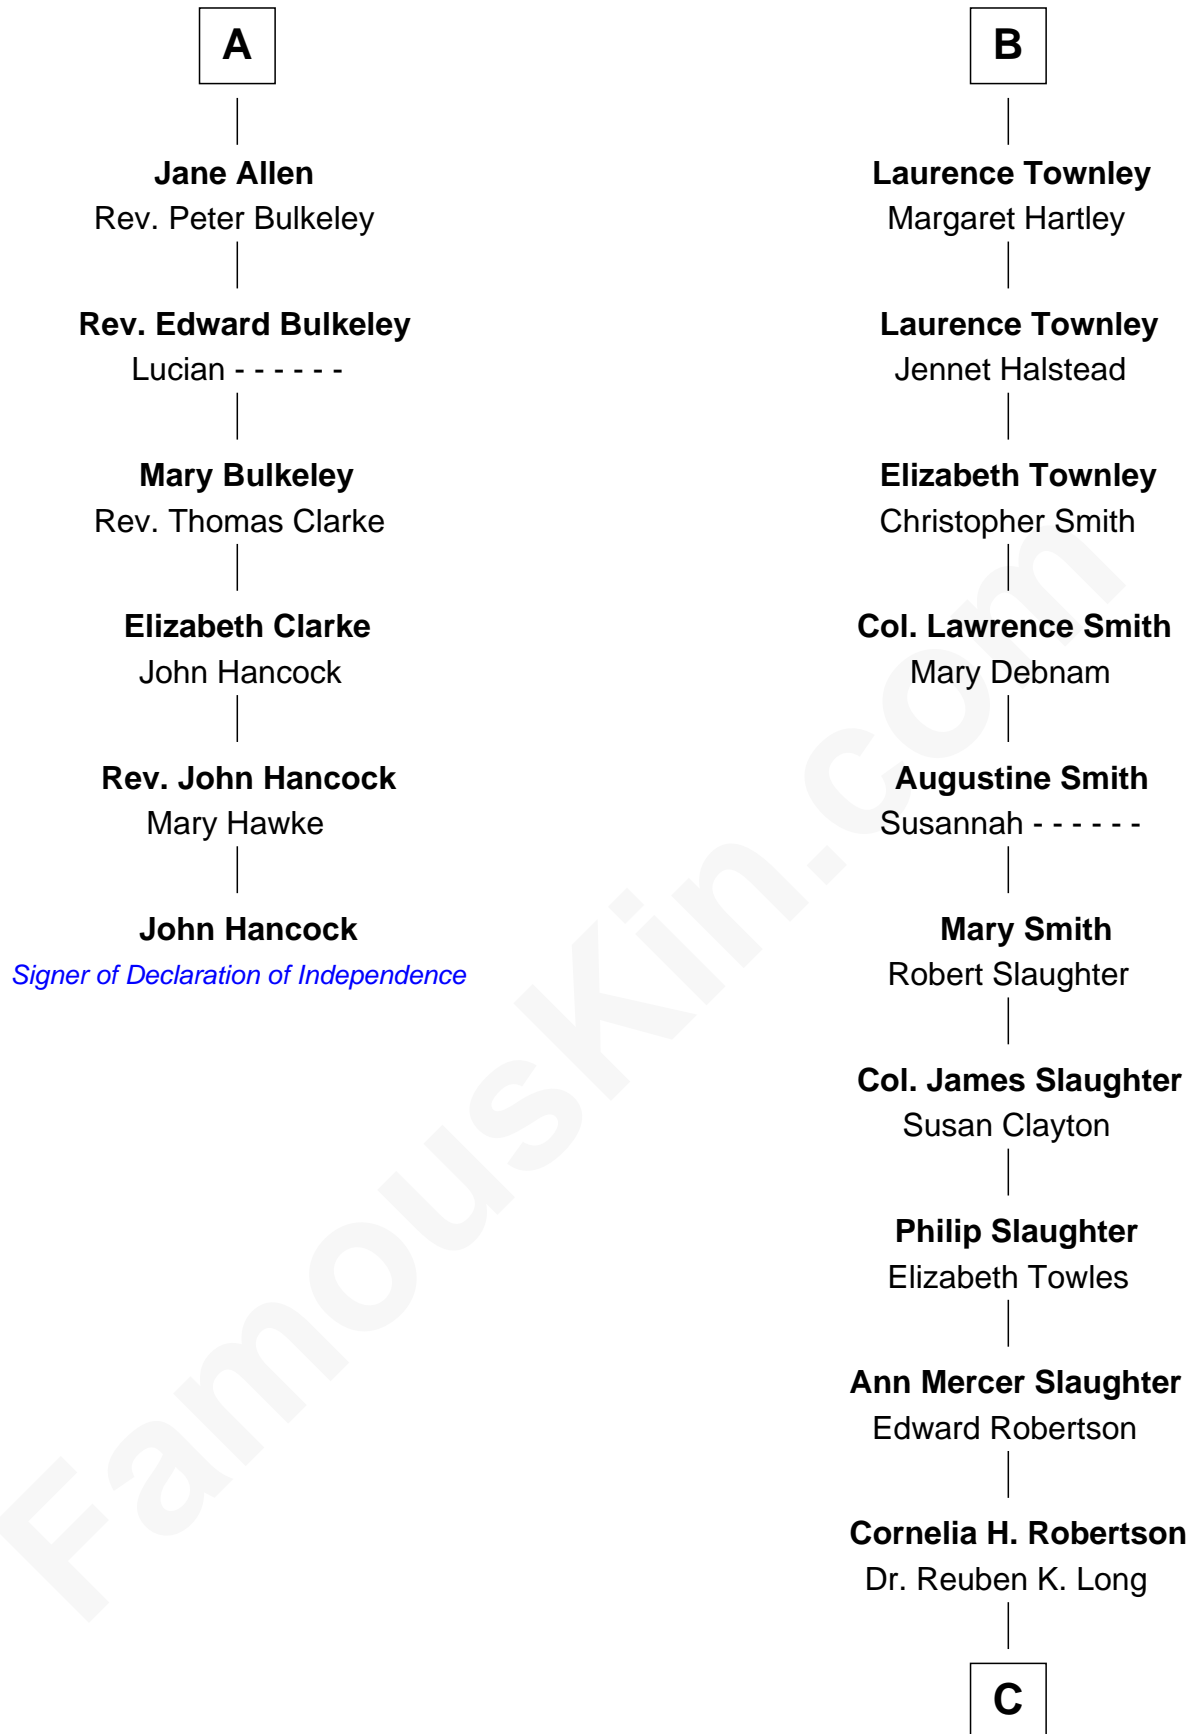 A
Jane Allen
Rev. Peter Bulkeley
Rev. Edward Bulkeley
Lucian - - - - - -
Mary Bulkeley
Rev. Thomas Clarke
Elizabeth Clarke
John Hancock
Rev. John Hancock
Mary Hawke
John Hancock
Signer of Declaration of Independence
B
Laurence Townley
Margaret Hartley
Laurence Townley
Jennet Halstead
Elizabeth Townley
Christopher Smith
Col. Lawrence Smith
Mary Debnam
Augustine Smith
Susannah - - - - - -
Mary Smith
Robert Slaughter
Col. James Slaughter
Susan Clayton
Philip Slaughter
Elizabeth Towles
Ann Mercer Slaughter
Edward Robertson
Cornelia H. Robertson
Dr. Reuben K. Long
C
FamousKin.com